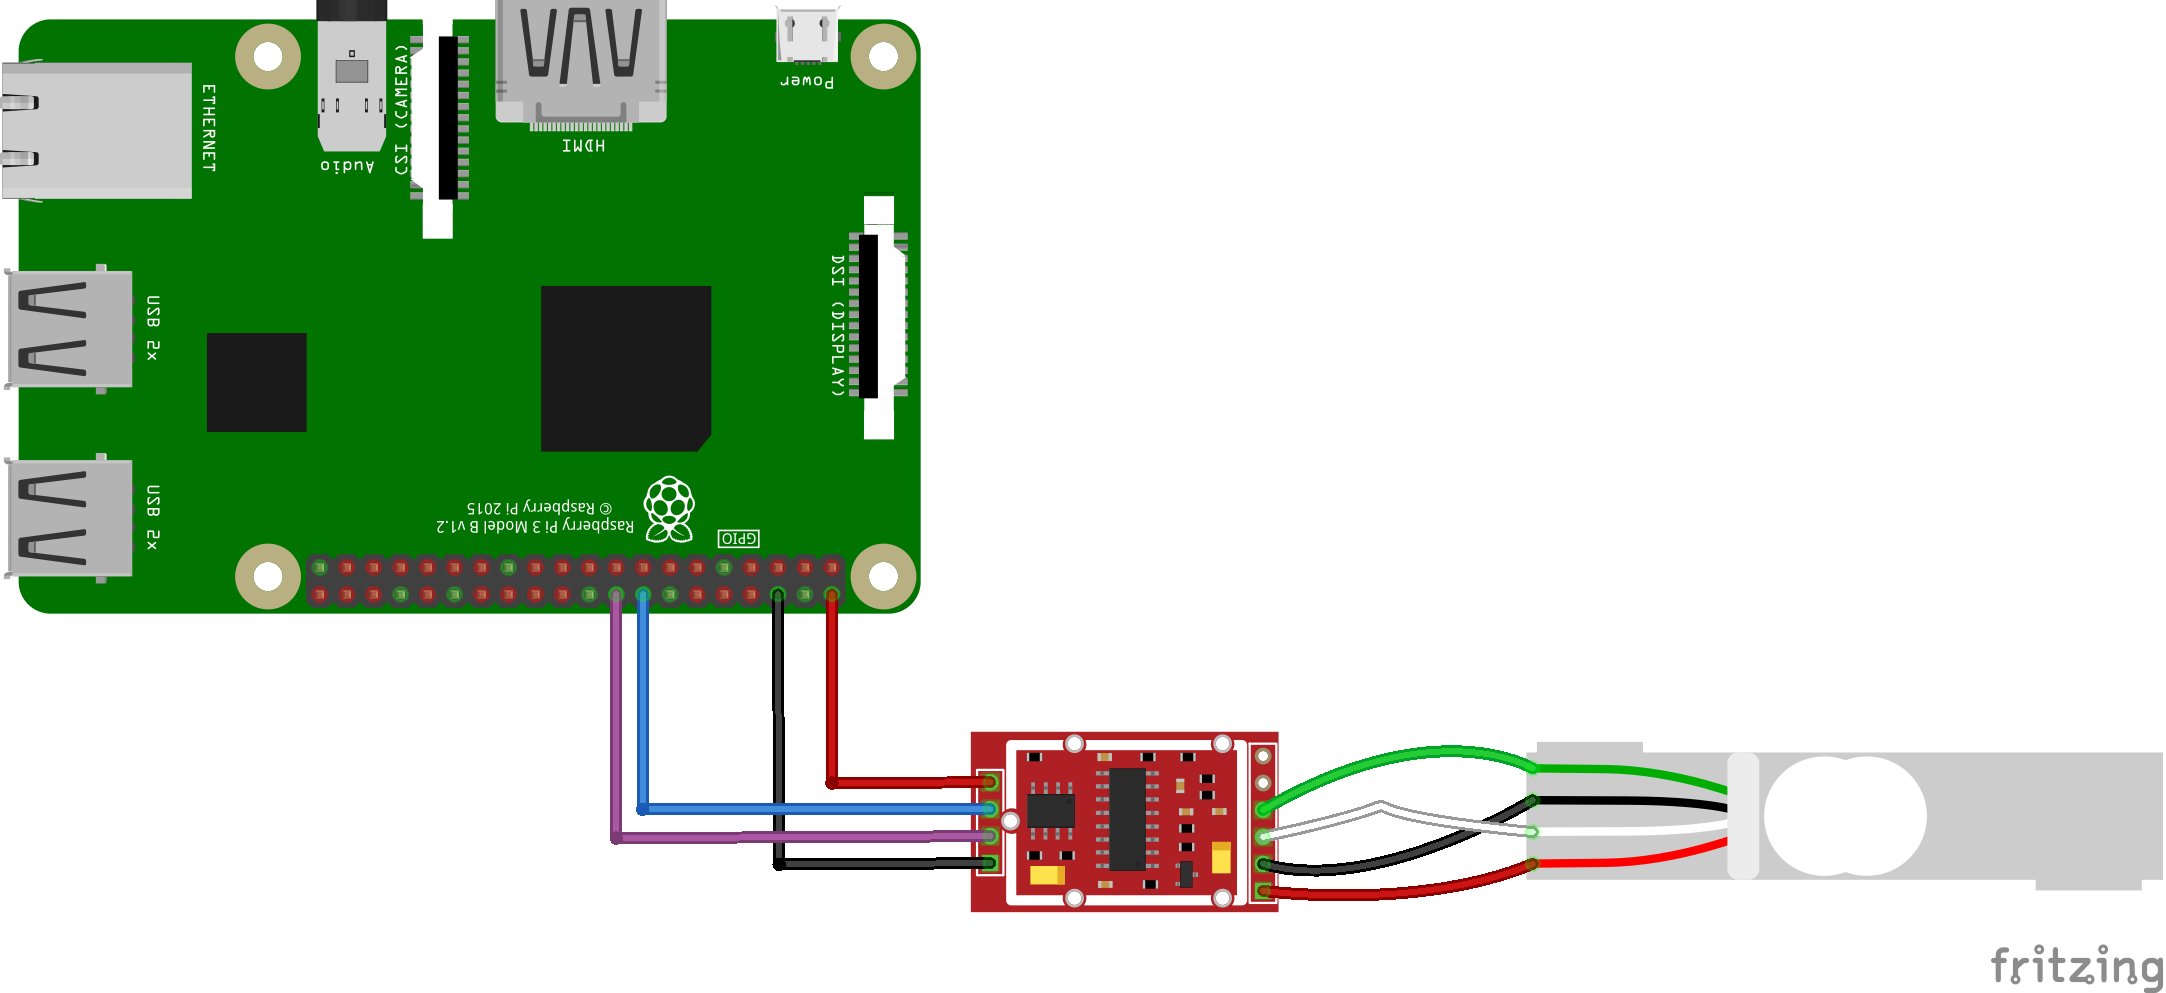 ETHERNET
Audio
CSI (CAMERA)
HDMI
Power
DSI (DISPLAY)
USB 2x
USB 2x
Raspberry Pi 3 Model B v1.2
© Raspberry Pi 2015
GPIO
fritzing